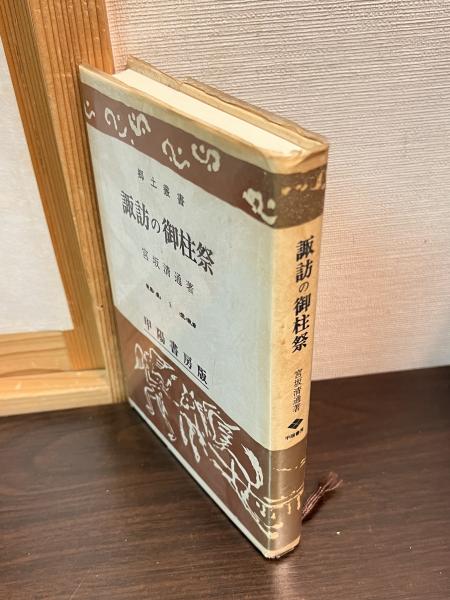 郷土叢書
諏訪の御柱祭
宮坂清通著
甲陽書房版
諏訪の御柱祭
宮坂清通著
甲陽書房